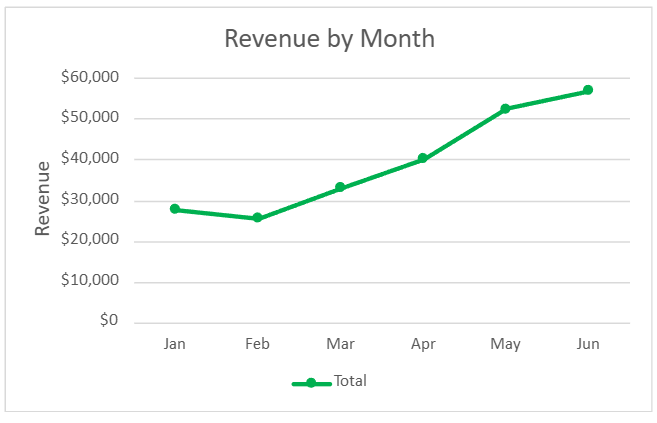 Revenue by Month
$60,000
$50,000
$40,000
$30,000
$20,000
$10,000
$0
Revenue
Jan Feb Mar Apr May Jun
Total